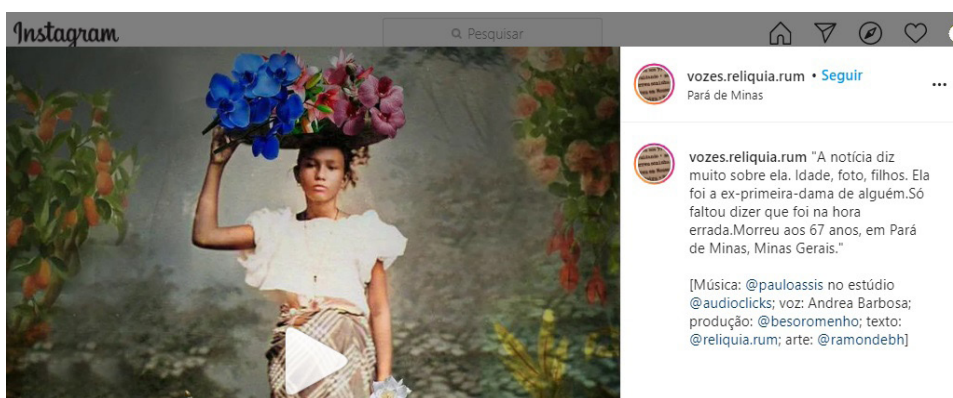 Instagram
Pesquisar
vozes.reliquia.rum • Seguir
Pará de Minas
vozes.reliquia.rum "A notícia diz
muito sobre ela. Idade, foto, filhos. Ela
foi a ex-primeira-dama de alguém.Só
faltou dizer que foi na hora
errada.Morreu aos 67 anos, em Pará
de Minas, Minas Gerais."
[Música: @pauloassis no estúdio
@audioclicks; voz: Andrea Barbosa;
produção: @besoromenho; texto:
@reliquia.rum; arte: @ramondebh]